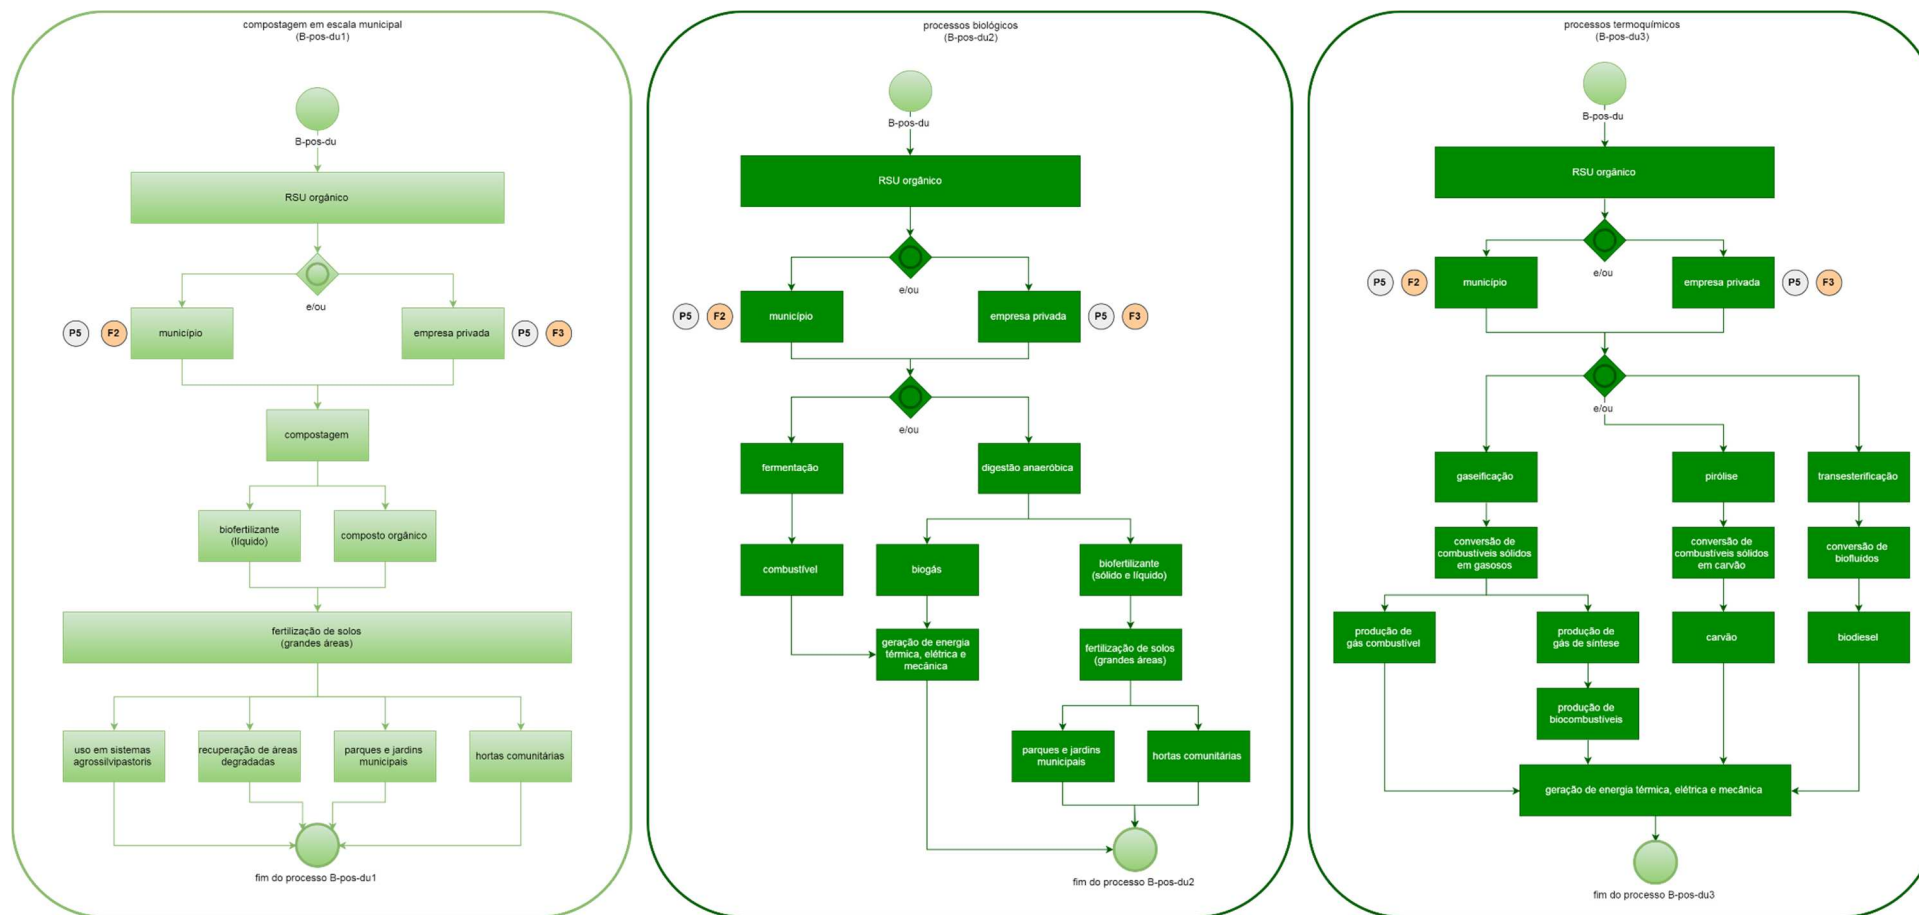 compostagem em escala municipal
(B-pos-du1)
B-pos-du
RSU orgânico
e/ou
P5
F2
município
empresa privada
P5
F3
compostagem
biofertilizante
(líquido)
composto orgânico
fertilização de solos
(grandes áreas)
uso em sistemas
agrossilvipastoris
recuperação de áreas
degradadas
parques e jardins
municipais
hortas comunitárias
fim do processo B-pos-du1
processos biológicos
(B-pos-du2)
B-pos-du
RSU orgânico
e/ou
P5
F2
município
empresa privada
P5
F3
e/ou
fermentação
digestão anaeróbica
combustível
biogás
biofertilizante
(sólido e líquido)
geração de energia
térmica, elétrica e
mecânica
fertilização de solos
(grandes áreas)
parques e jardins
municipais
hortas comunitárias
fim do processo B-pos-du2
processos termoquímicos
(B-pos-du3)
B-pos-du
RSU orgânico
e/ou
P5
F2
município
empresa privada
P5
F3
e/ou
gaseificação
pirólise
transesterificação
conversão de
combustíveis sólidos
em gasosos
conversão de
combustíveis sólidos
em carvão
conversão de
biofluídos
produção de
gás combustível
produção de
gás de síntese
carvão
biodiesel
produção de
biocombustíveis
geração de energia térmica, elétrica e mecânica
fim do processo B-pos-du3